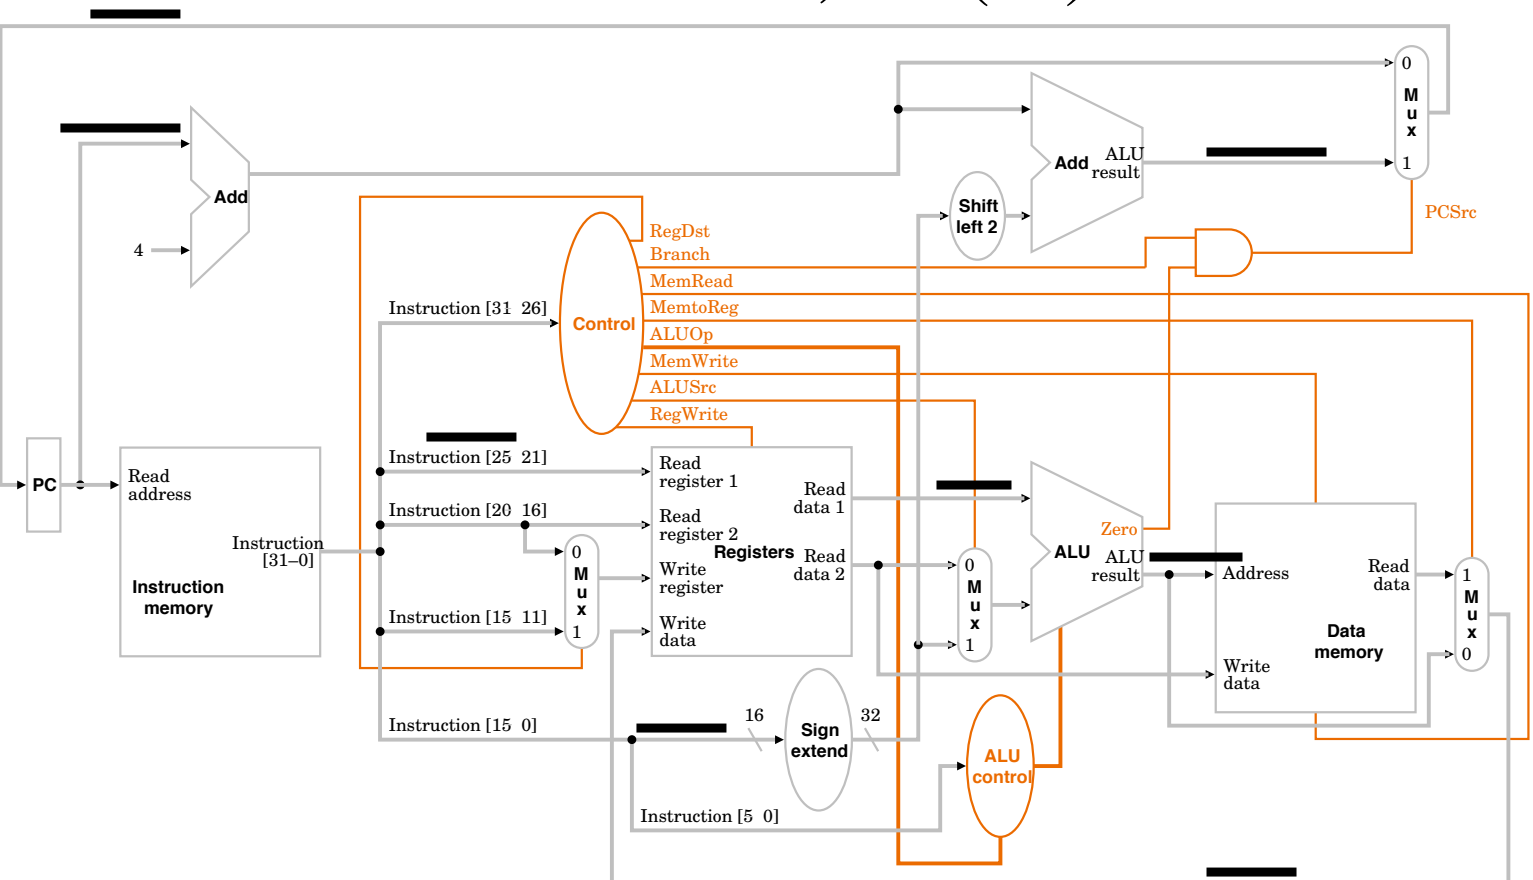 0
M
u
x
1
Add
ALU
result
Add
4
Shift
left 2
PCSrc
RegDst
Branch
MemRead
MemtoReg
ALUOp
MemWrite
ALUSrc
RegWrite
Control
Instruction [31 26]
Instruction [25 21]
Instruction [20 16]
Instruction [15 11]
Instruction [15 0]
Instruction [5 0]
PC
Read
address
Instruction
[31–0]
Instruction
memory
0
M
u
x
1
Read
register 1
Read
register 2
Write
register
Write
data
Registers
Read
data 1
Read
data 2
0
M
u
x
1
Zero
ALU
ALU
result
Address
Write
data
Read
data
Data
memory
1
M
u
x
0
16
Sign
extend
32
ALU
control